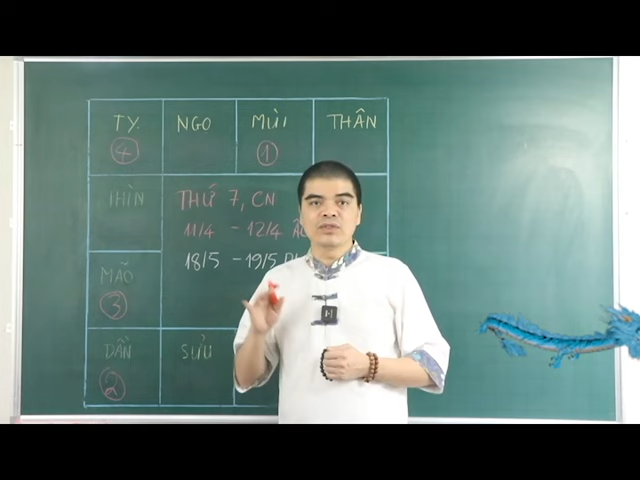 TỴ NGỌ MÙI THÂN
4 1
THÌN THỨ 7, CN
11/4 - 12/4
18/5 - 19/5
MÃO
3
DẦN SỬU
2